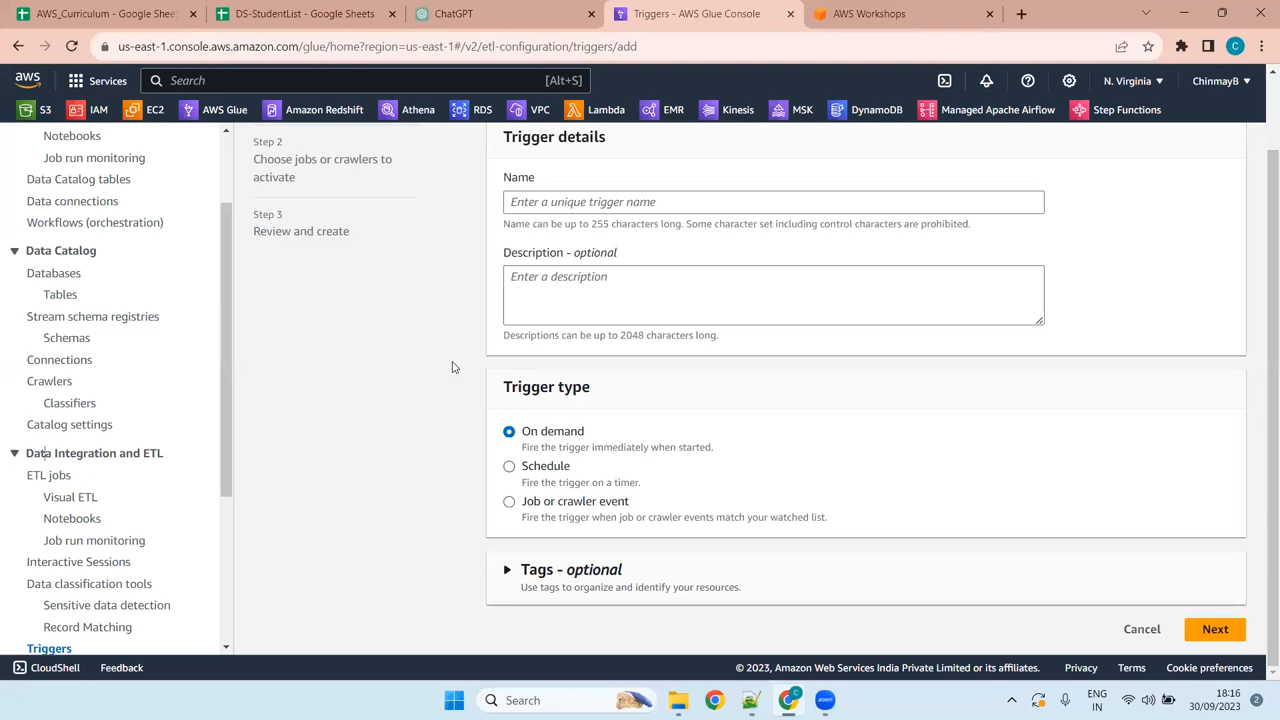 AWS_Curriculum - Google Sheet
DS-StudentList - Google Sheets
ChatGPT
Triggers - AWS Glue Console
AWS Workshops
us-east-1.console.aws.amazon.com/glue/home?region=us-east-1#/v2/etl-configuration/triggers/add
C
aws
Services
Search
[Alt+S]
N. Virginia
ChinmayB
S3
IAM
EC2
AWS Glue
Amazon Redshift
Athena
RDS
VPC
Lambda
EMR
Kinesis
MSK
DynamoDB
Managed Apache Airflow
Step Functions
Notebooks
Job run monitoring
Data Catalog tables
Data connections
Workflows (orchestration)
Data Catalog
Databases
Tables
Stream schema registries
Schemas
Connections
Crawlers
Classifiers
Catalog settings
Data Integration and ETL
ETL jobs
Visual ETL
Notebooks
Job run monitoring
Interactive Sessions
Data classification tools
Sensitive data detection
Record Matching
Triggers
Step 2
Choose jobs or crawlers to
activate
Step 3
Review and create
Trigger details
Name
Enter a unique trigger name
Name can be up to 255 characters long. Some character set including control characters are prohibited.
Description - optional
Enter a description
Descriptions can be up to 2048 characters long.
Trigger type
On demand
Fire the trigger immediately when started.
Schedule
Fire the trigger on a timer.
Job or crawler event
Fire the trigger when job or crawler events match your watched list.
Tags - optional
Use tags to organize and identify your resources.
Cancel
Next
CloudShell
Feedback
© 2023, Amazon Web Services India Private Limited or its affiliates.
Privacy
Terms
Cookie preferences
Search
C
zoom
ENG
IN
18:16
30/09/2023
2